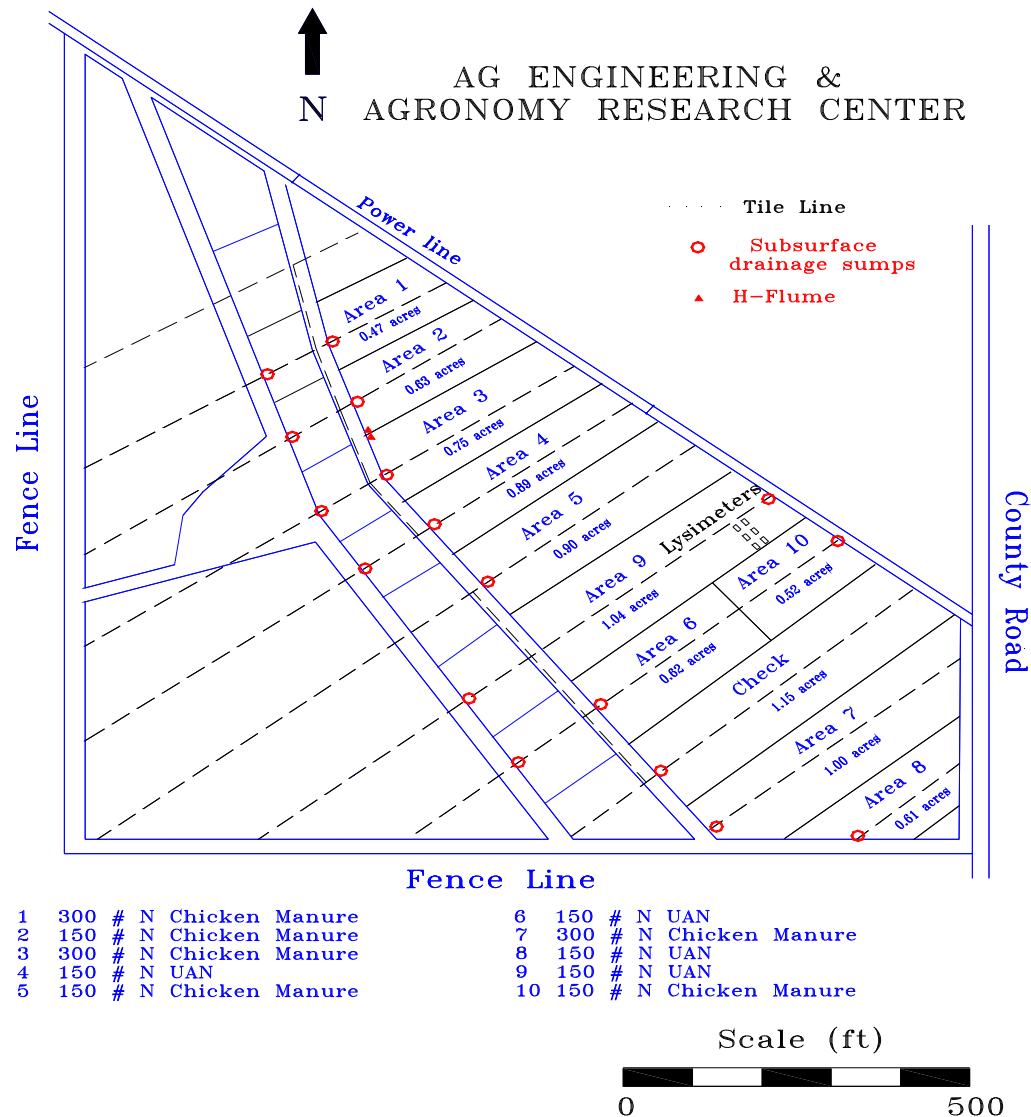 AG ENGINEERING &
AGRONOMY RESEARCH CENTER
N
Power line
Tile Line
Subsurface
drainage sumps
H-Flume
Area 1
0.47 acres
Area 2
0.63 acres
Area 3
0.75 acres
Area 4
0.89 acres
Area 5
0.90 acres
Lysimeters
Area 9
1.04 acres
Area 10
0.52 acres
Area 6
0.62 acres
Check
1.15 acres
Area 7
1.00 acres
Area 8
0.61 acres
Fence Line
County Road
Fence Line
1 300 # N Chicken Manure
2 150 # N Chicken Manure
3 300 # N Chicken Manure
4 150 # N UAN
5 150 # N Chicken Manure
6 150 # N UAN
7 300 # N Chicken Manure
8 150 # N UAN
9 150 # N UAN
10 150 # N Chicken Manure
Scale (ft)
0 500